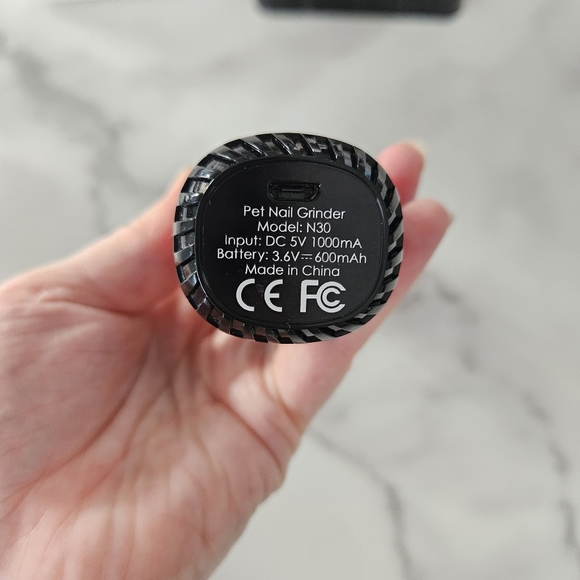 Pet Nail Grinder
Model: N30
Input: DC 5V 1000mA
Battery: 3.6V⎓600mAh
Made in China
CE FC